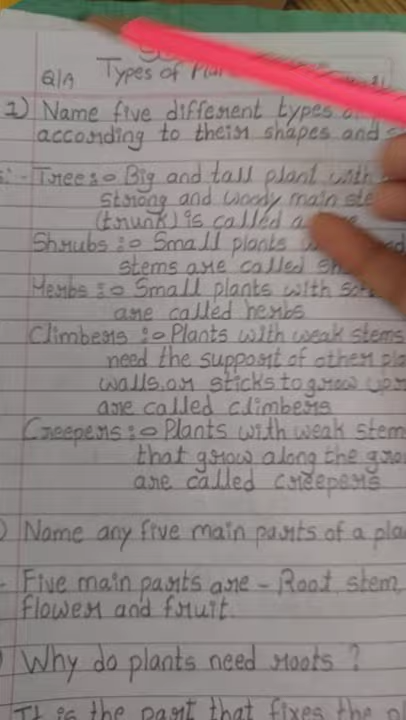 Q/A Types of
1) Name five different types
according to their shapes and
:- Trees:- Big and tall plant with
strong and woody main
(trunk) is called a
Shrubs :- Small plants
stems are called
Herbs :- Small plants with
are called herbs
Climbers :- Plants with weak stems
need the support of other
walls, or sticks to grow
are called climbers
Creepers :- Plants with weak stem
that grow along the
are called creepers
) Name any five main parts of a
- Five main parts are - Root, stem,
flower and fruit.
) Why do plants need roots ?
It is the part that fixes the